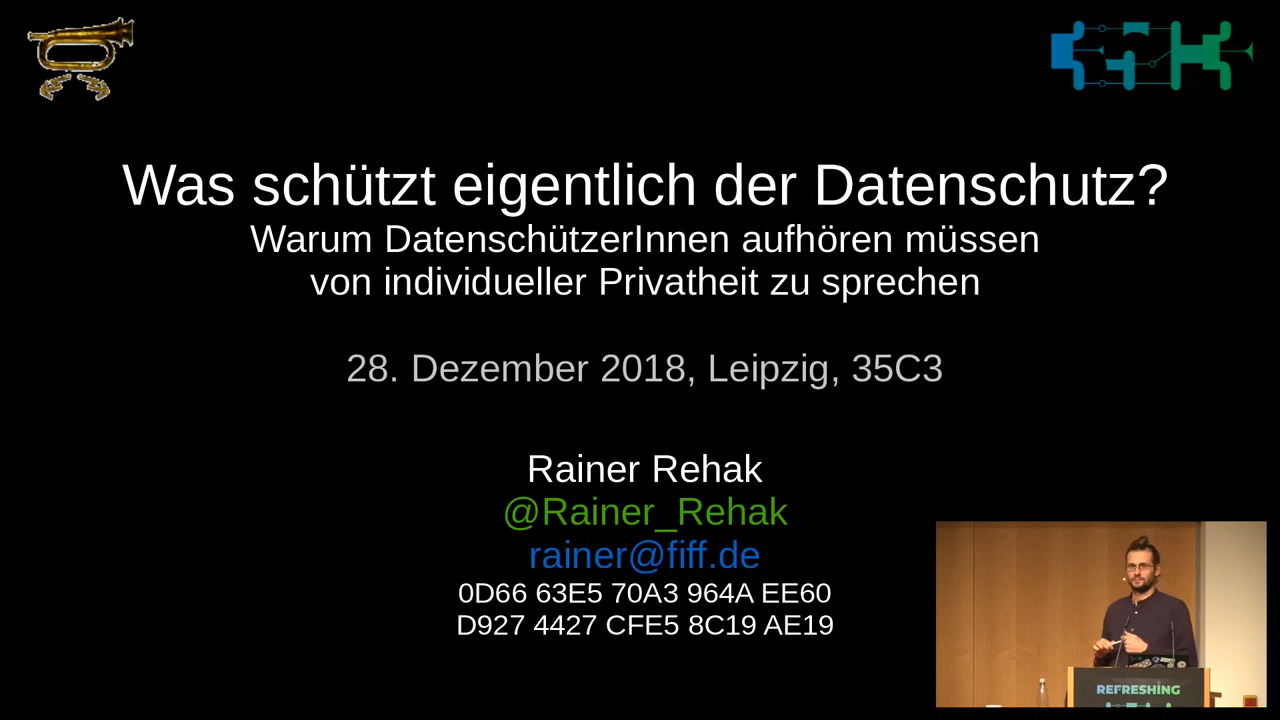 Was schützt eigentlich der Datenschutz?
Warum DatenschützerInnen aufhören müssen
von individueller Privatheit zu sprechen
28. Dezember 2018, Leipzig, 35C3
Rainer Rehak
@Rainer_Rehak
rainer@fiff.de
0D66 63E5 70A3 964A EE60
D927 4427 CFE5 8C19 AE19
REFRESHING